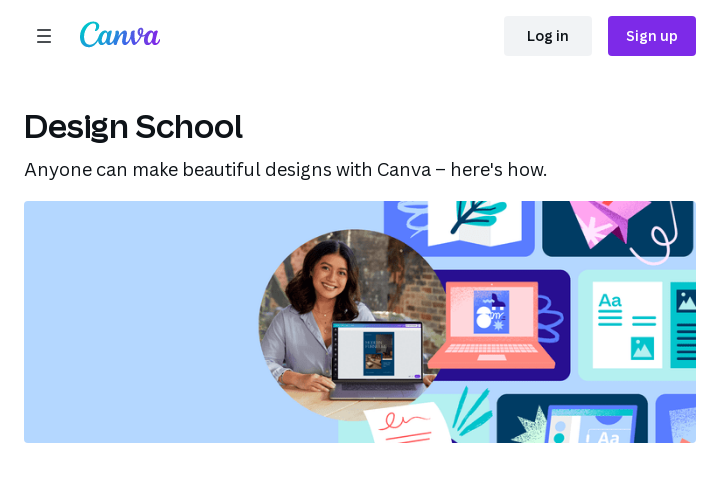 Canva
Log in
Sign up
Design School
Anyone can make beautiful designs with Canva – here's how.
Aa
Aa